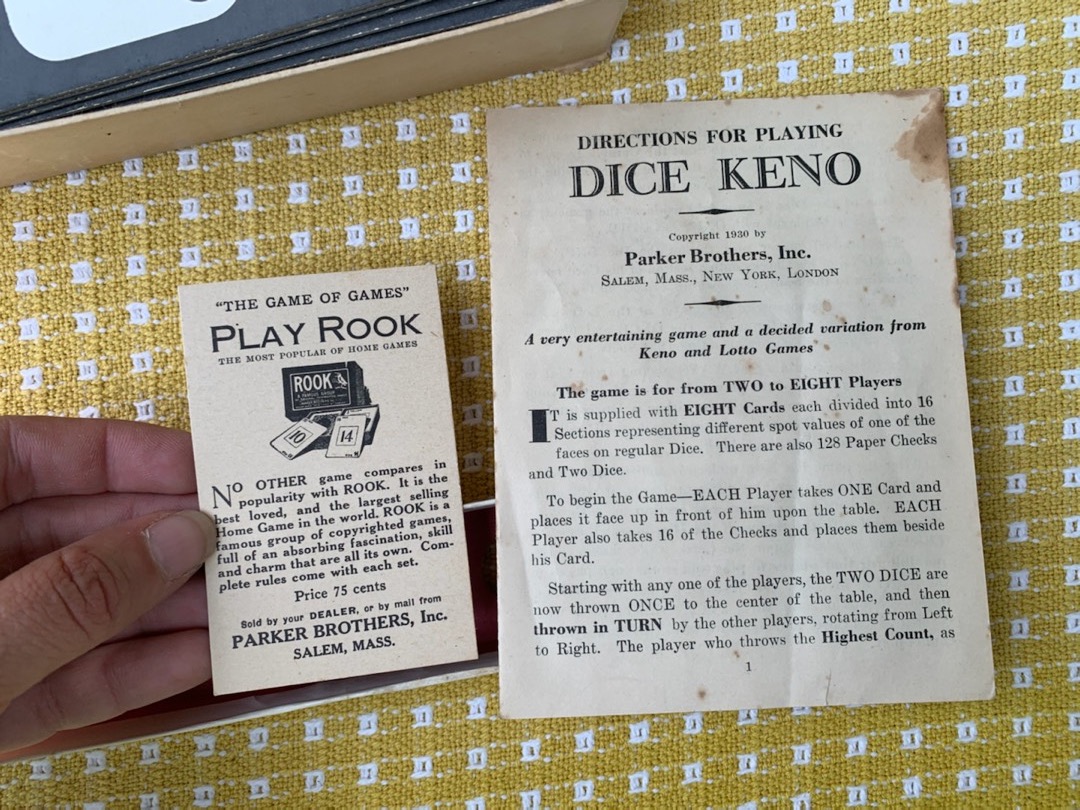 "THE GAME OF GAMES"
PLAY ROOK
THE MOST POPULAR OF HOME GAMES
ROOK
10
14
NO OTHER game compares in
popularity with ROOK. It is the
best loved, and the largest selling
Home Game in the world. ROOK is a
famous group of copyrighted games,
full of an absorbing fascination, skill
and charm that are all its own. Com-
plete rules come with each set.
Price 75 cents
Sold by your DEALER, or by mail from
PARKER BROTHERS, Inc.
SALEM, MASS.
DIRECTIONS FOR PLAYING
DICE KENO
Copyright 1930 by
Parker Brothers, Inc.
SALEM, MASS., NEW YORK, LONDON
A very entertaining game and a decided variation from
Keno and Lotto Games
The game is for from TWO to EIGHT Players
IT is supplied with EIGHT Cards each divided into 16
Sections representing different spot values of one of the
faces on regular Dice. There are also 128 Paper Checks
and Two Dice.
To begin the Game—EACH Player takes ONE Card and
places it face up in front of him upon the table. EACH
Player also takes 16 of the Checks and places them beside
his Card.
Starting with any one of the players, the TWO DICE are
now thrown ONCE to the center of the table, and then
thrown in TURN by the other players, rotating from Left
to Right. The player who throws the Highest Count, as
1